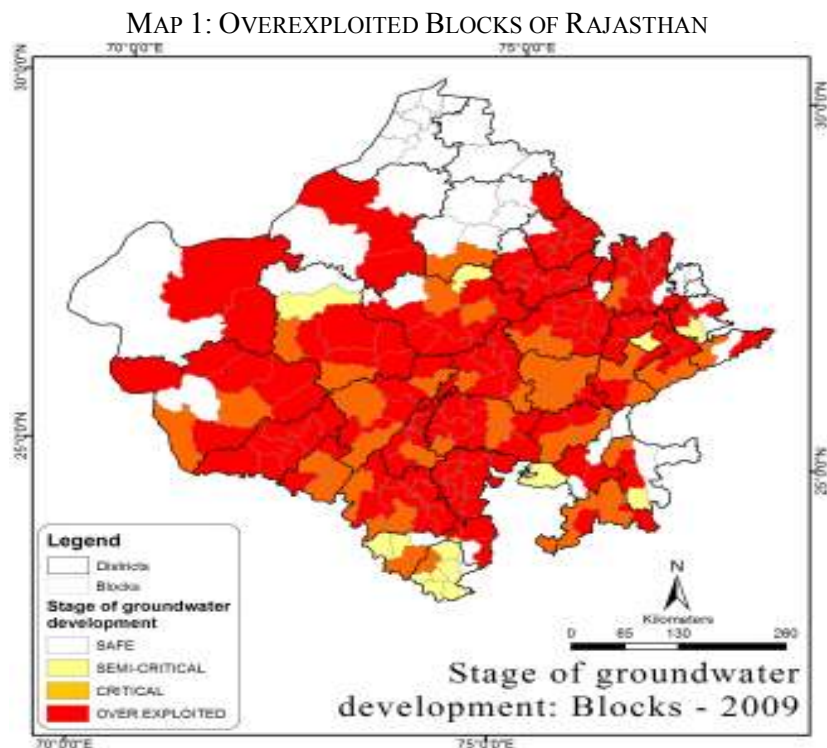 MAP 1: OVEREXPLOITED BLOCKS OF RAJASTHAN
70°0'0"E 75°0'0"E
30°0'0"N 30°0'0"N
25°0'0"N 25°0'0"N
Legend
Districts
Blocks
Stage of groundwater
development
SAFE
SEMI-CRITICAL
CRITICAL
OVER EXPLOITED
N
Kilometers
0 65 130 260
Stage of groundwater
development: Blocks - 2009
70°0'0"E 75°0'0"E